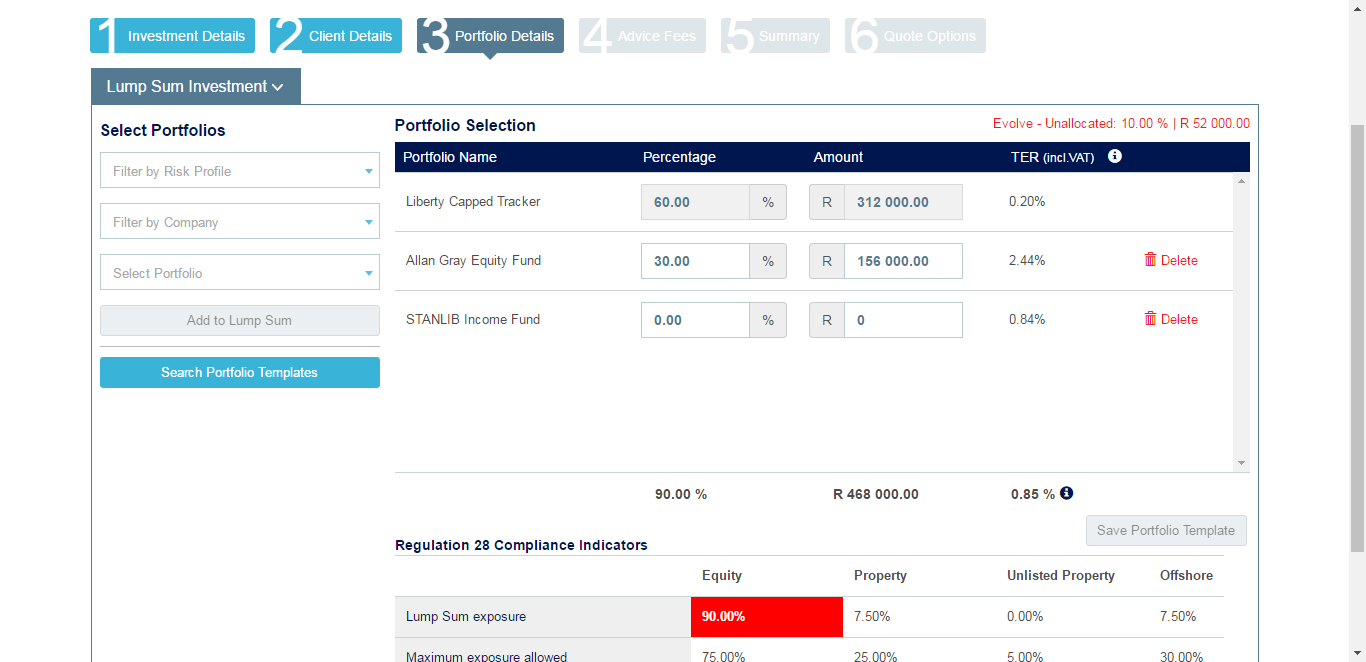 1 Investment Details 2 Client Details 3 Portfolio Details 4 Advice Fees 5 Summary 6 Quote Options
Lump Sum Investment
Select Portfolios
Filter by Risk Profile
Filter by Company
Select Portfolio
Add to Lump Sum
Search Portfolio Templates
Portfolio Selection Evolve - Unallocated: 10.00 % | R 52 000.00
Portfolio Name Percentage Amount TER (incl.VAT) i
Liberty Capped Tracker 60.00 % R 312 000.00 0.20%
Allan Gray Equity Fund 30.00 % R 156 000.00 2.44% Delete
STANLIB Income Fund 0.00 % R 0 0.84% Delete
90.00 % R 468 000.00 0.85 % i
Save Portfolio Template
Regulation 28 Compliance Indicators
Equity Property Unlisted Property Offshore
Lump Sum exposure 90.00% 7.50% 0.00% 7.50%
Maximum exposure allowed 75.00% 25.00% 5.00% 30.00%